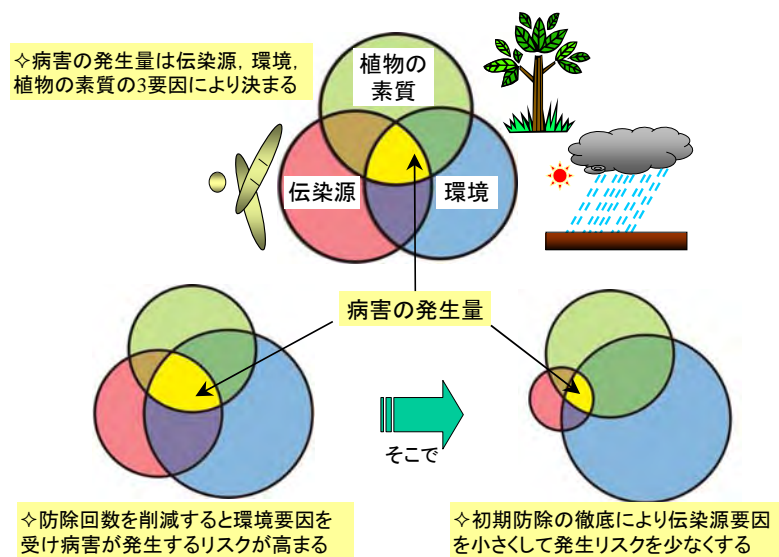 ✧病害の発生量は伝染源, 環境,
植物の素質の3要因により決まる
植物の
素質
伝染源
環境
病害の発生量
そこで
✧防除回数を削減すると環境要因を
受け病害が発生するリスクが高まる
✧初期防除の徹底により伝染源要因
を小さくして発生リスクを少なくする